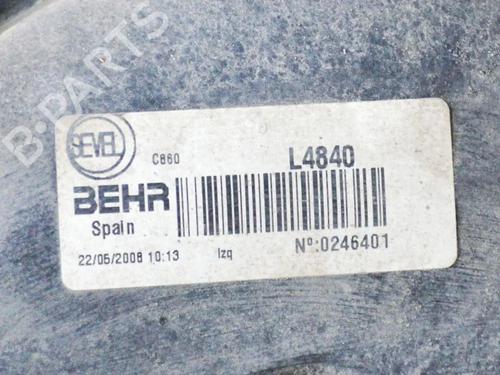 B-PARTS
SEVEL
C860
L4840
BEHR
Spain
Nº:0246401
22/05/2008 10:13
Izq